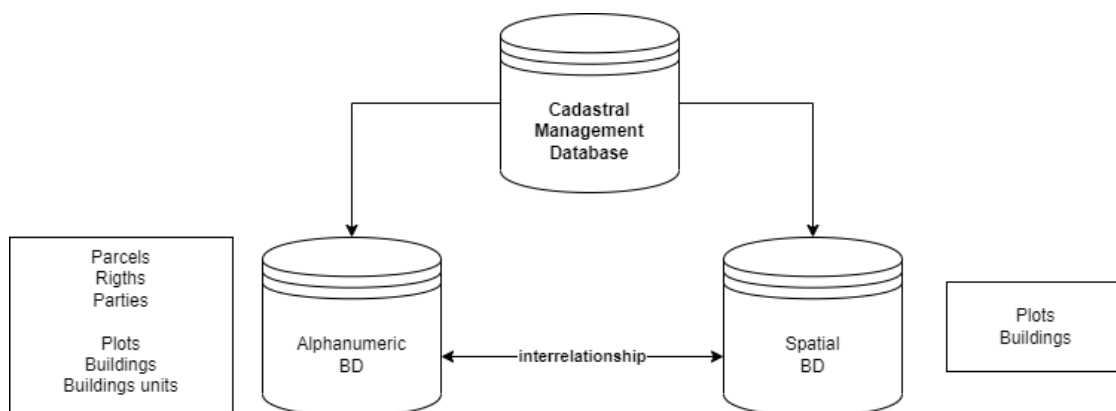 Cadastral
Management
Database
Parcels
Rigths
Parties
Plots
Buildings
Buildings units
Alphanumeric
BD
interrelationship
Spatial
BD
Plots
Buildings